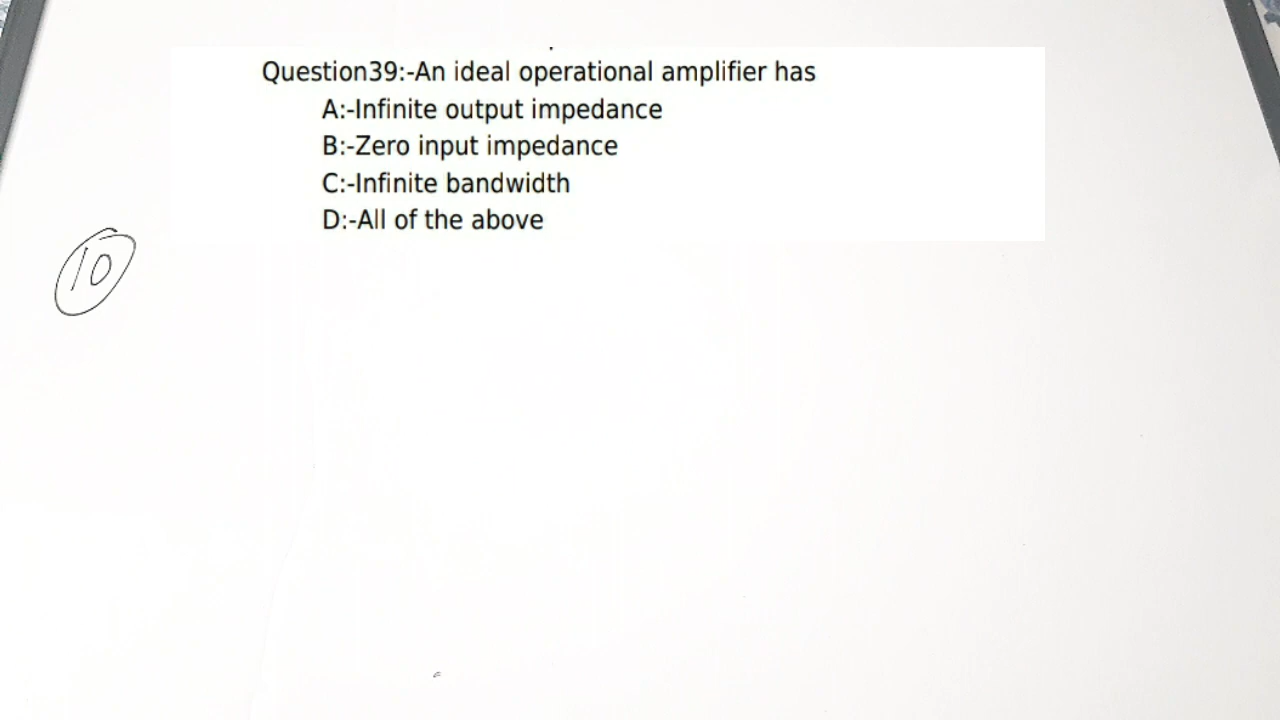 Question39:-An ideal operational amplifier has
A:-Infinite output impedance
B:-Zero input impedance
C:-Infinite bandwidth
D:-All of the above
10